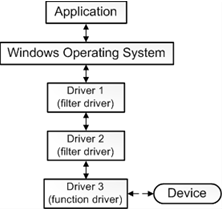 Application
Windows Operating System
Driver 1
(filter driver)
Driver 2
(filter driver)
Driver 3
(function driver)
Device